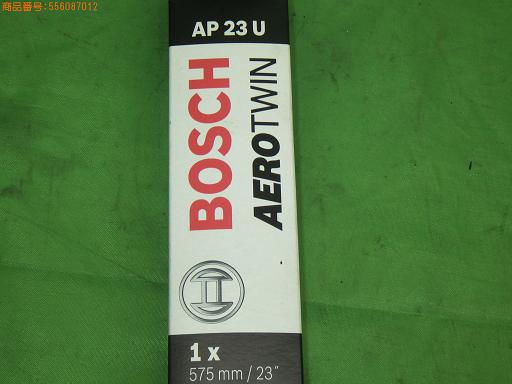 商品番号:556087012
AP 23 U
BOSCH
AEROTWIN
1 x
575 mm / 23"